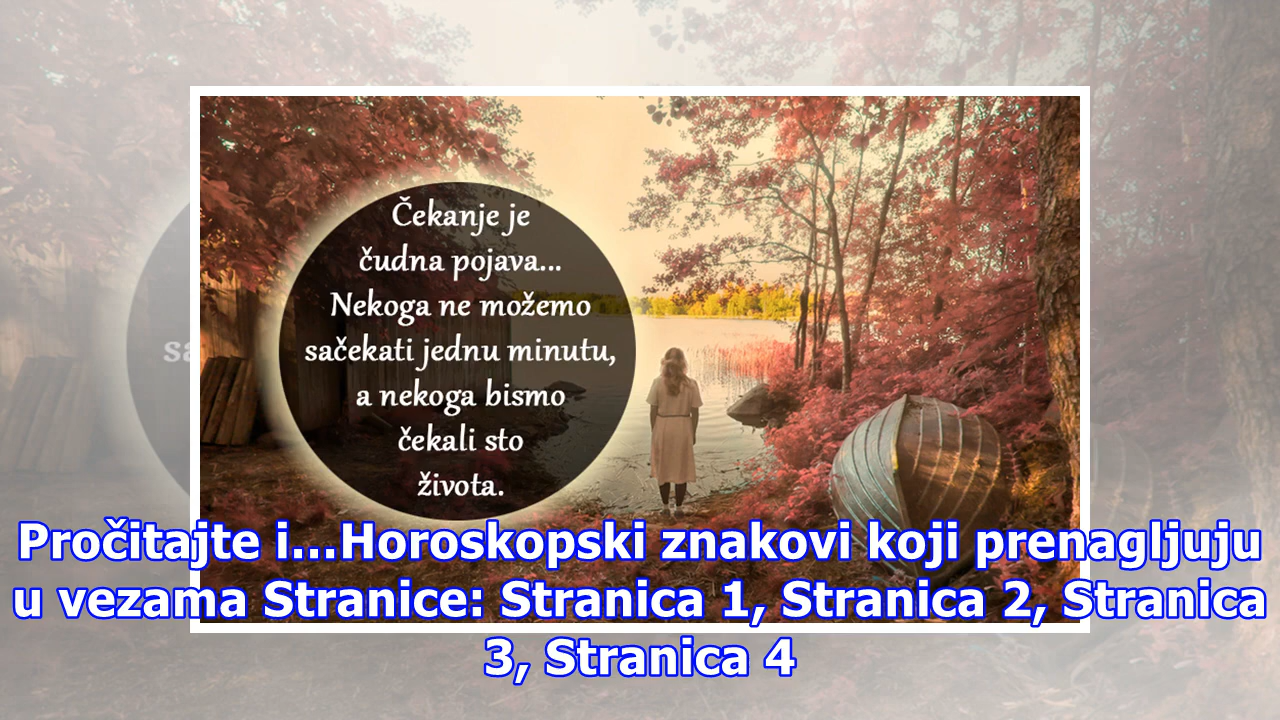 Čekanje je
čudna pojava...
Nekoga ne možemo
sačekati jednu minutu,
a nekoga bismo
čekali sto
života.
sa
Pročitajte i...Horoskopski znakovi koji prenagljuju
u vezama Stranice: Stranica 1, Stranica 2, Stranica
3, Stranica 4